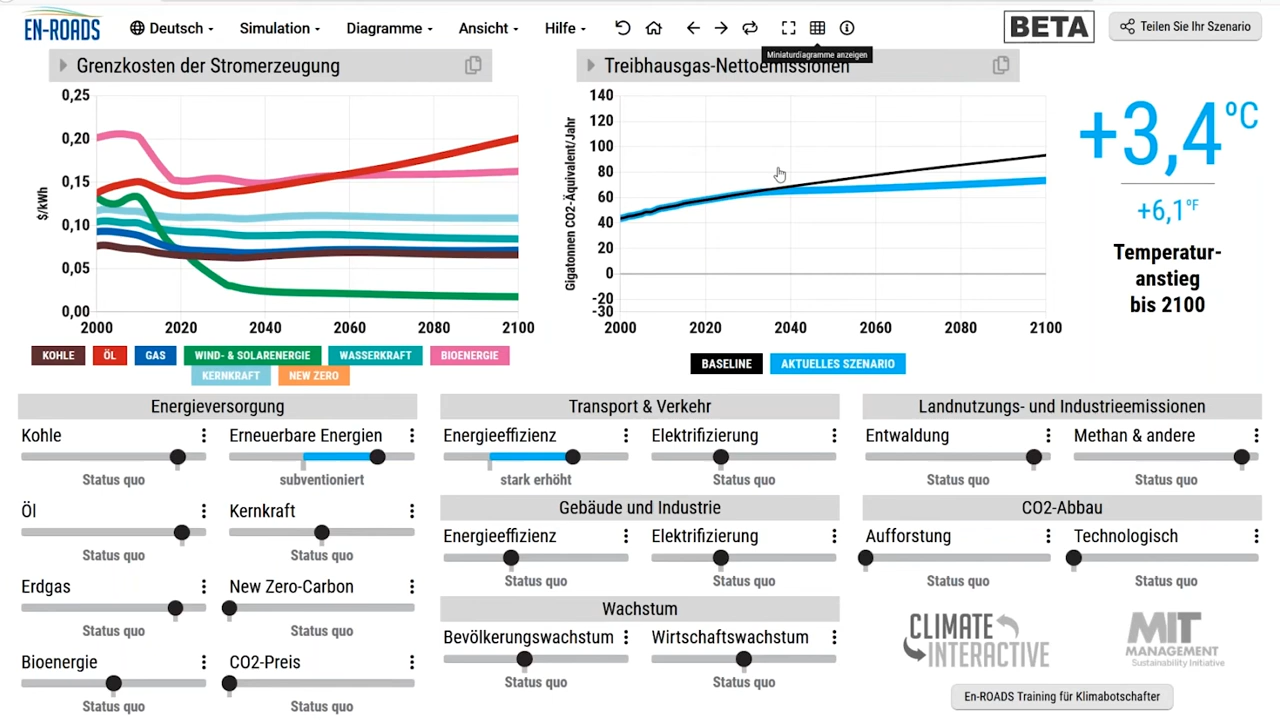 EN-ROADS
Deutsch
Simulation
Diagramme
Ansicht
Hilfe
BETA
Teilen Sie Ihr Szenario
Miniaturdiagramme anzeigen
Grenzkosten der Stromerzeugung
0,25
0,20
0,15
0,10
0,05
0,00
$/kWh
2000
2020
2040
2060
2080
2100
KOHLE
ÖL
GAS
WIND- & SOLARENERGIE
WASSERKRAFT
BIOENERGIE
KERNKRAFT
NEW ZERO
Treibhausgas-Nettoemissionen
140
120
100
80
60
40
20
0
-20
-30
Gigatonnen CO2-Äquivalent/Jahr
2000
2020
2040
2060
2080
2100
BASELINE
AKTUELLES SZENARIO
+3,4°C
+6,1°F
Temperatur-
anstieg
bis 2100
Energieversorgung
Kohle
Status quo
Erneuerbare Energien
subventioniert
Öl
Status quo
Kernkraft
Status quo
Erdgas
Status quo
New Zero-Carbon
Status quo
Bioenergie
Status quo
CO2-Preis
Status quo
Transport & Verkehr
Energieeffizienz
stark erhöht
Elektrifizierung
Status quo
Gebäude und Industrie
Energieeffizienz
Status quo
Elektrifizierung
Status quo
Wachstum
Bevölkerungswachstum
Status quo
Wirtschaftswachstum
Status quo
Landnutzungs- und Industrieemissionen
Entwaldung
Status quo
Methan & andere
Status quo
CO2-Abbau
Aufforstung
Status quo
Technologisch
Status quo
CLIMATE
INTERACTIVE
MIT
MANAGEMENT
Sustainability Initiative
En-ROADS Training für Klimabotschafter